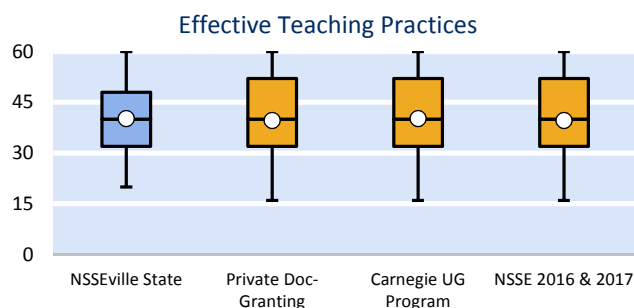 Effective Teaching Practices
60
45
30
15
0
NSSEville State
Private Doc-
Granting
Carnegie UG
Program
NSSE 2016 & 2017